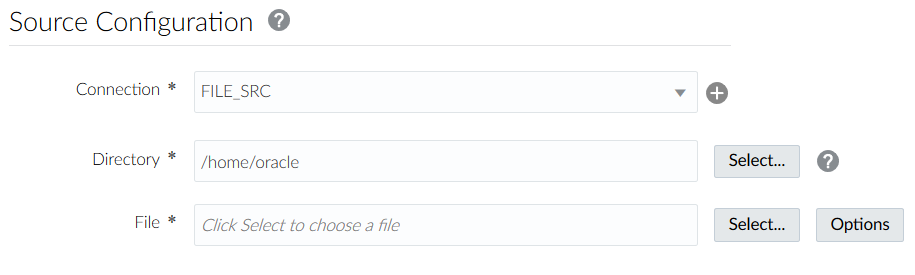 Source Configuration ?
Connection * FILE_SRC
Directory * /home/oracle Select... ?
File * Click Select to choose a file Select... Options